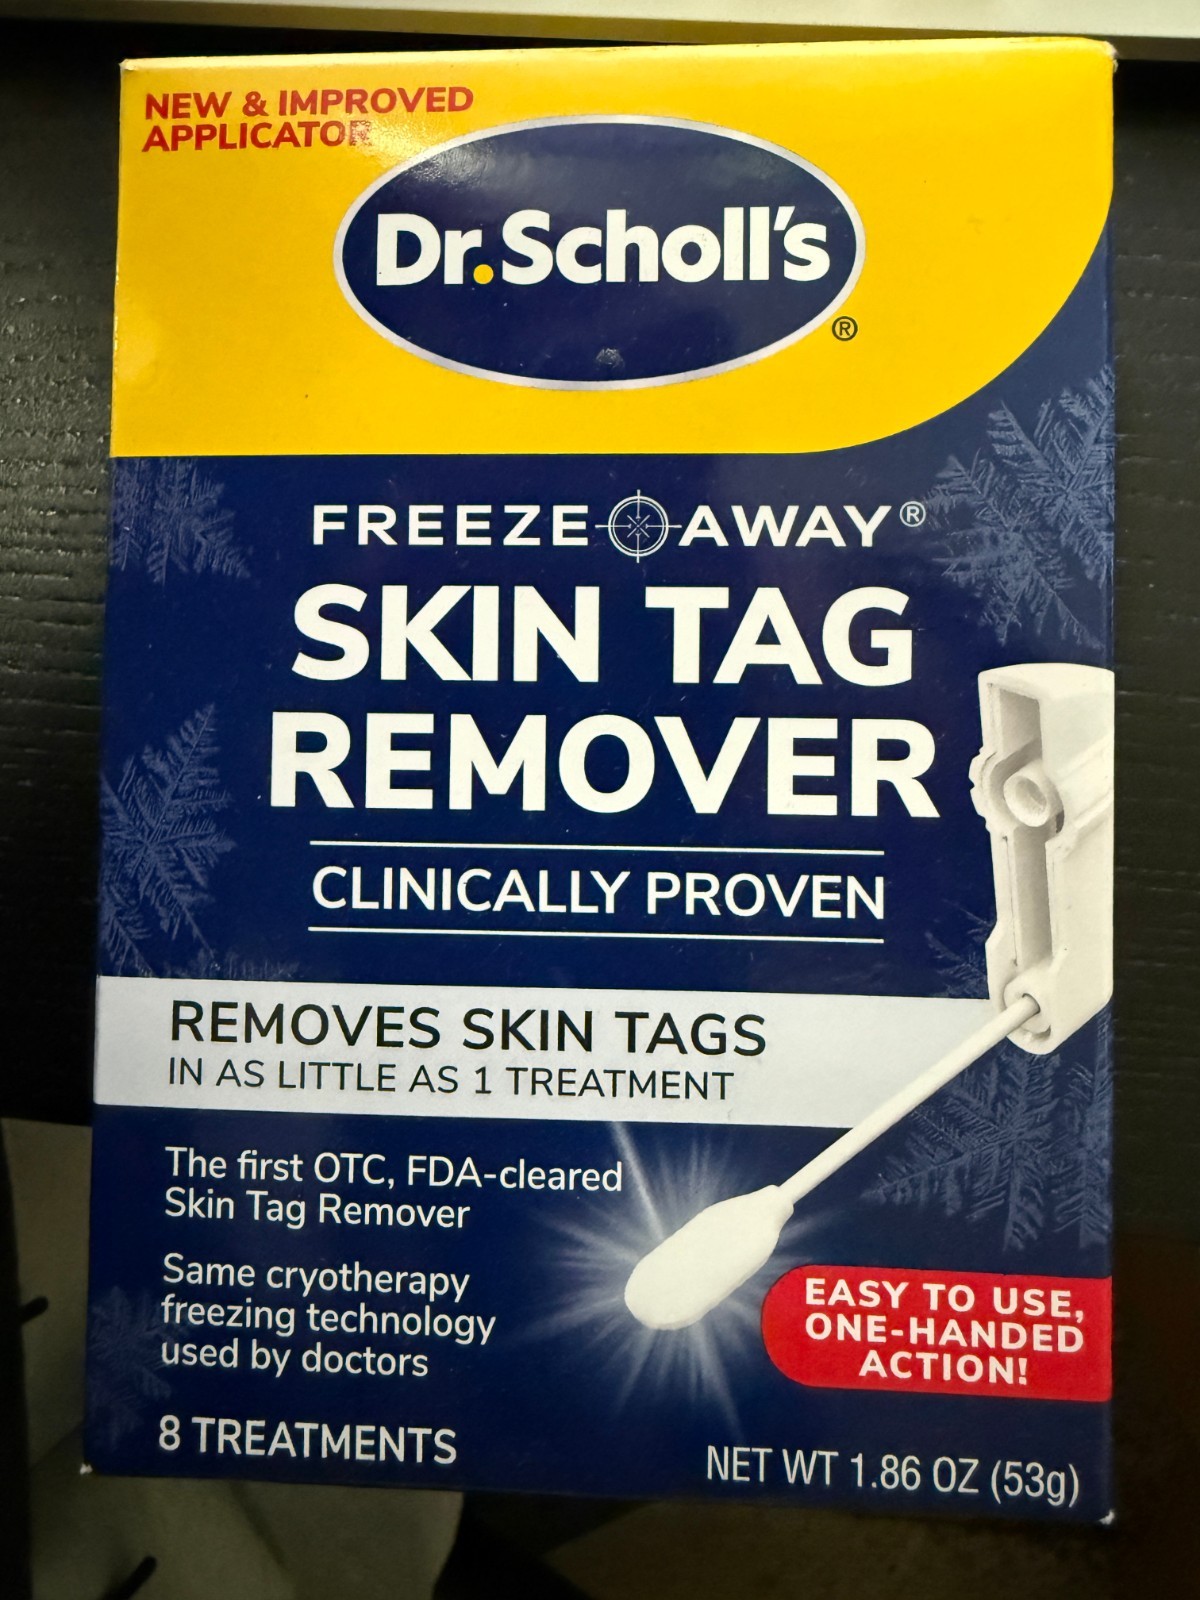 NEW & IMPROVED
APPLICATOR
Dr.Scholl's
®
FREEZE AWAY®
SKIN TAG
REMOVER
CLINICALLY PROVEN
REMOVES SKIN TAGS
IN AS LITTLE AS 1 TREATMENT
The first OTC, FDA-cleared
Skin Tag Remover
Same cryotherapy
freezing technology
used by doctors
EASY TO USE,
ONE-HANDED
ACTION!
8 TREATMENTS
NET WT 1.86 OZ (53g)